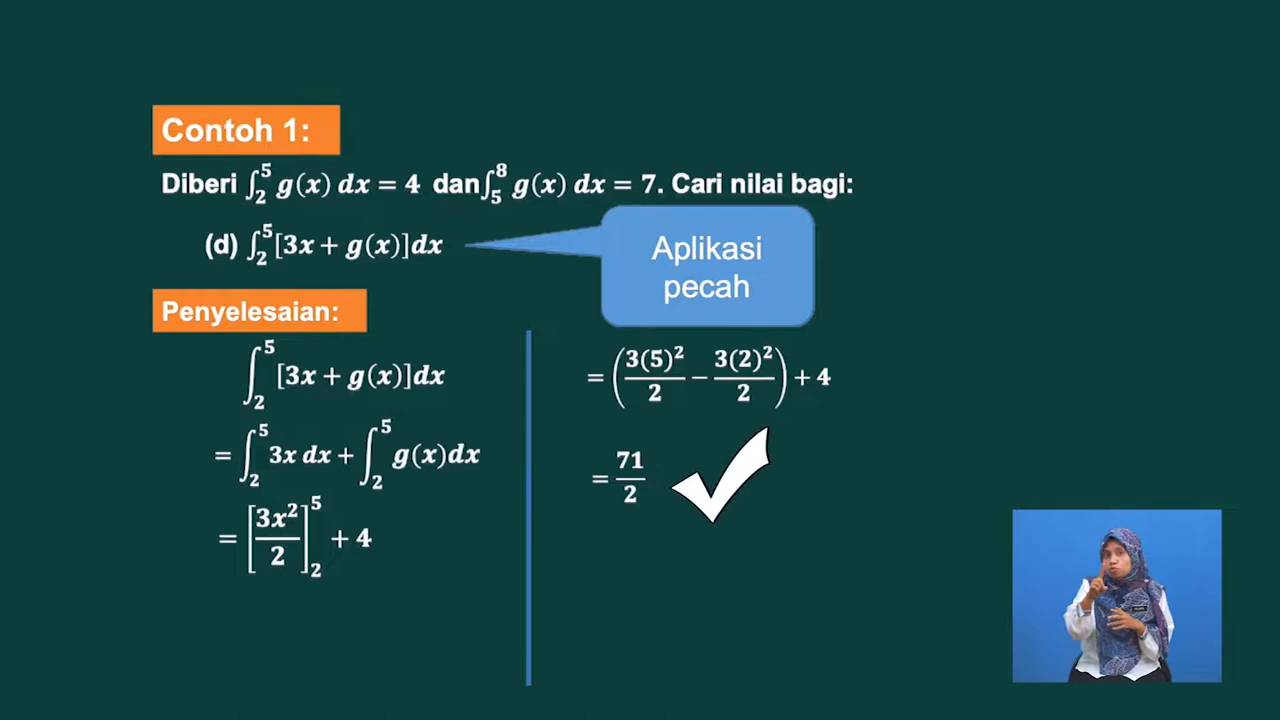 Contoh 1:
Diberi ∫₂⁵ g(x) dx = 4 dan ∫₅⁸ g(x) dx = 7. Cari nilai bagi:
(d) ∫₂⁵ [3x + g(x)]dx
Aplikasi
pecah
Penyelesaian:
∫₂⁵ [3x + g(x)]dx
= ∫₂⁵ 3x dx + ∫₂⁵ g(x)dx
= [3x²/2]₂⁵ + 4
= (3(5)²/2 − 3(2)²/2) + 4
= 71/2